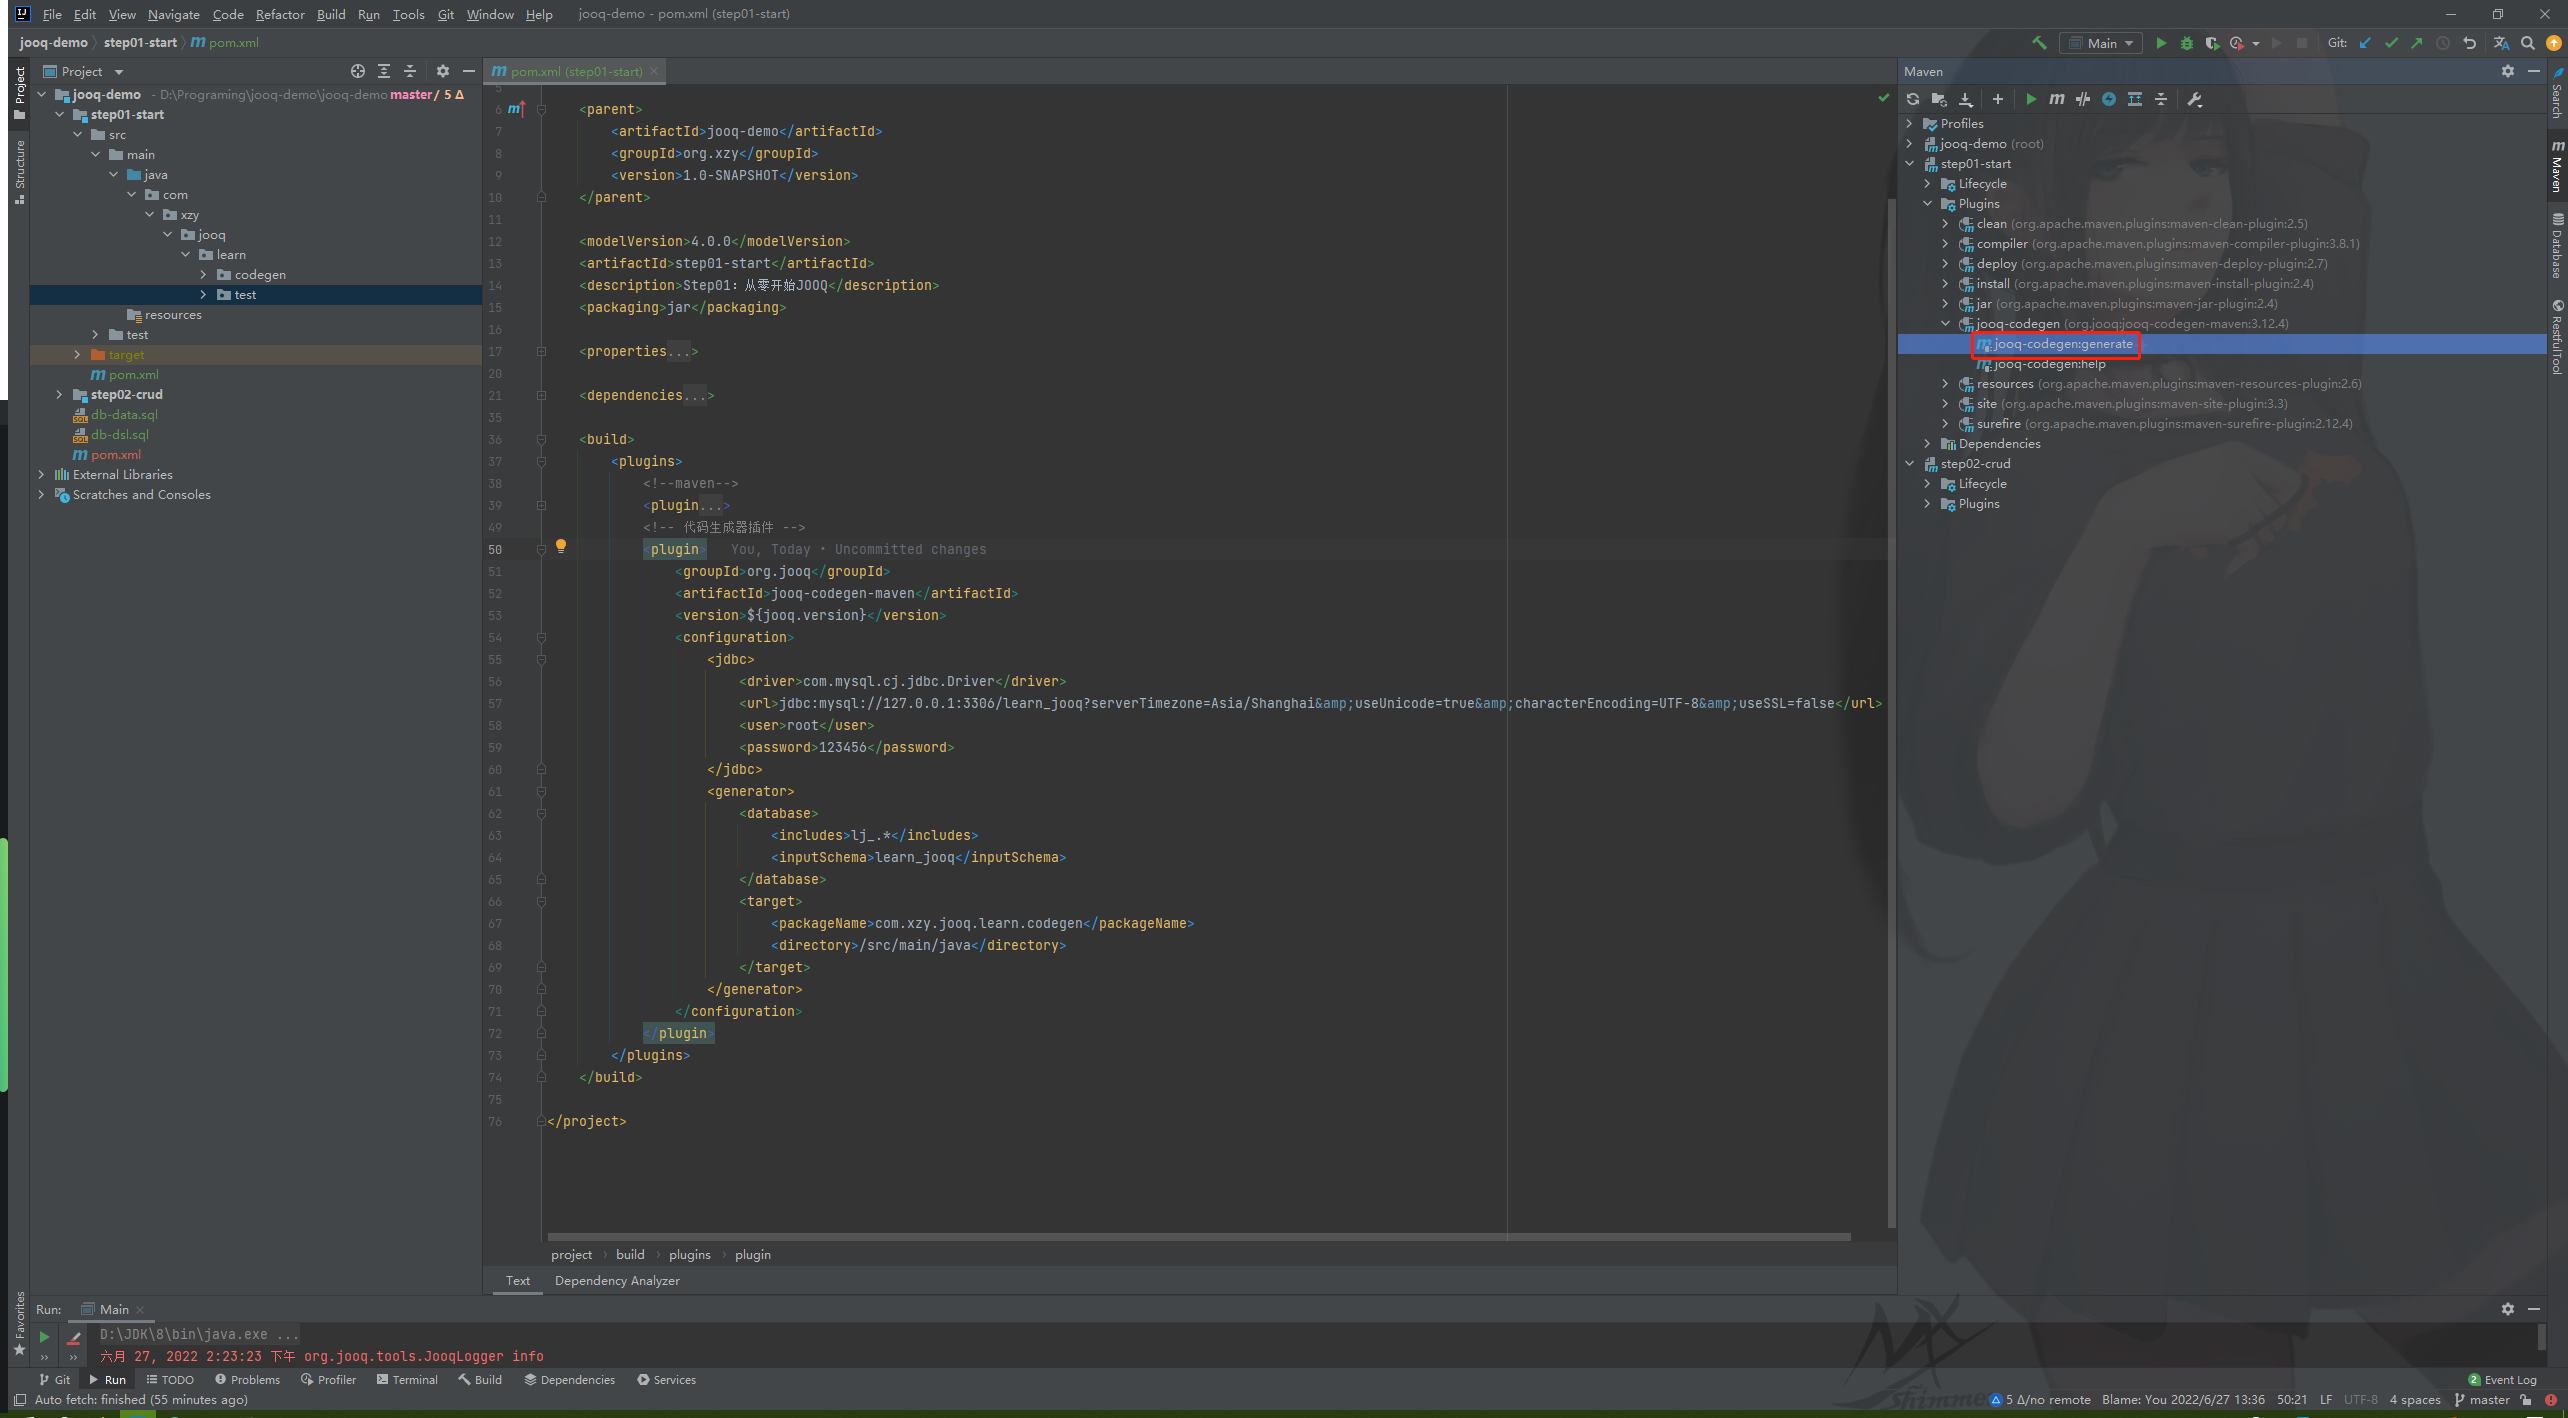 File Edit View Navigate Code Refactor Build Run Tools Git Window Help jooq-demo - pom.xml (step01-start)
jooq-demo step01-start pom.xml
Main Git:
Project
pom.xml (step01-start)
Maven
Project
Structure
Favorites
jooq-demo - D:\Programing\jooq-demo\jooq-demo master / 5 Δ
step01-start
src
main
java
com
xzy
jooq
learn
codegen
test
resources
test
target
pom.xml
step02-crud
db-data.sql
db-dsl.sql
pom.xml
External Libraries
Scratches and Consoles
5
6 <parent>
7 <artifactId>jooq-demo</artifactId>
8 <groupId>org.xzy</groupId>
9 <version>1.0-SNAPSHOT</version>
10 </parent>
11
12 <modelVersion>4.0.0</modelVersion>
13 <artifactId>step01-start</artifactId>
14 <description>Step01: 从零开始JOOQ</description>
15 <packaging>jar</packaging>
16
17 <properties...>
20
21 <dependencies...>
35
36 <build>
37 <plugins>
38 <!--maven-->
39 <plugin...>
49 <!-- 代码生成器插件 -->
50 <plugin> You, Today • Uncommitted changes
51 <groupId>org.jooq</groupId>
52 <artifactId>jooq-codegen-maven</artifactId>
53 <version>${jooq.version}</version>
54 <configuration>
55 <jdbc>
56 <driver>com.mysql.cj.jdbc.Driver</driver>
57 <url>jdbc:mysql://127.0.0.1:3306/learn_jooq?serverTimezone=Asia/Shanghai&amp;useUnicode=true&amp;characterEncoding=UTF-8&amp;useSSL=false</url>
58 <user>root</user>
59 <password>123456</password>
60 </jdbc>
61 <generator>
62 <database>
63 <includes>lj_.*</includes>
64 <inputSchema>learn_jooq</inputSchema>
65 </database>
66 <target>
67 <packageName>com.xzy.jooq.learn.codegen</packageName>
68 <directory>/src/main/java</directory>
69 </target>
70 </generator>
71 </configuration>
72 </plugin>
73 </plugins>
74 </build>
75
76 </project>
project build plugins plugin
Text Dependency Analyzer
Profiles
jooq-demo (root)
step01-start
Lifecycle
Plugins
clean (org.apache.maven.plugins:maven-clean-plugin:2.5)
compiler (org.apache.maven.plugins:maven-compiler-plugin:3.8.1)
deploy (org.apache.maven.plugins:maven-deploy-plugin:2.7)
install (org.apache.maven.plugins:maven-install-plugin:2.4)
jar (org.apache.maven.plugins:maven-jar-plugin:2.4)
jooq-codegen (org.jooq:jooq-codegen-maven:3.12.4)
jooq-codegen:generate
jooq-codegen:help
resources (org.apache.maven.plugins:maven-resources-plugin:2.6)
site (org.apache.maven.plugins:maven-site-plugin:3.3)
surefire (org.apache.maven.plugins:maven-surefire-plugin:2.12.4)
Dependencies
step02-crud
Lifecycle
Plugins
Search
Maven
Database
RestfulTool
Run: Main
D:\JDK\8\bin\java.exe ...
六月 27, 2022 2:23:23 下午 org.jooq.tools.JooqLogger info
Git Run TODO Problems Profiler Terminal Build Dependencies Services 2 Event Log
Auto fetch: finished (55 minutes ago) 5 Δ/no remote Blame: You 2022/6/27 13:36 50:21 LF UTF-8 4 spaces master